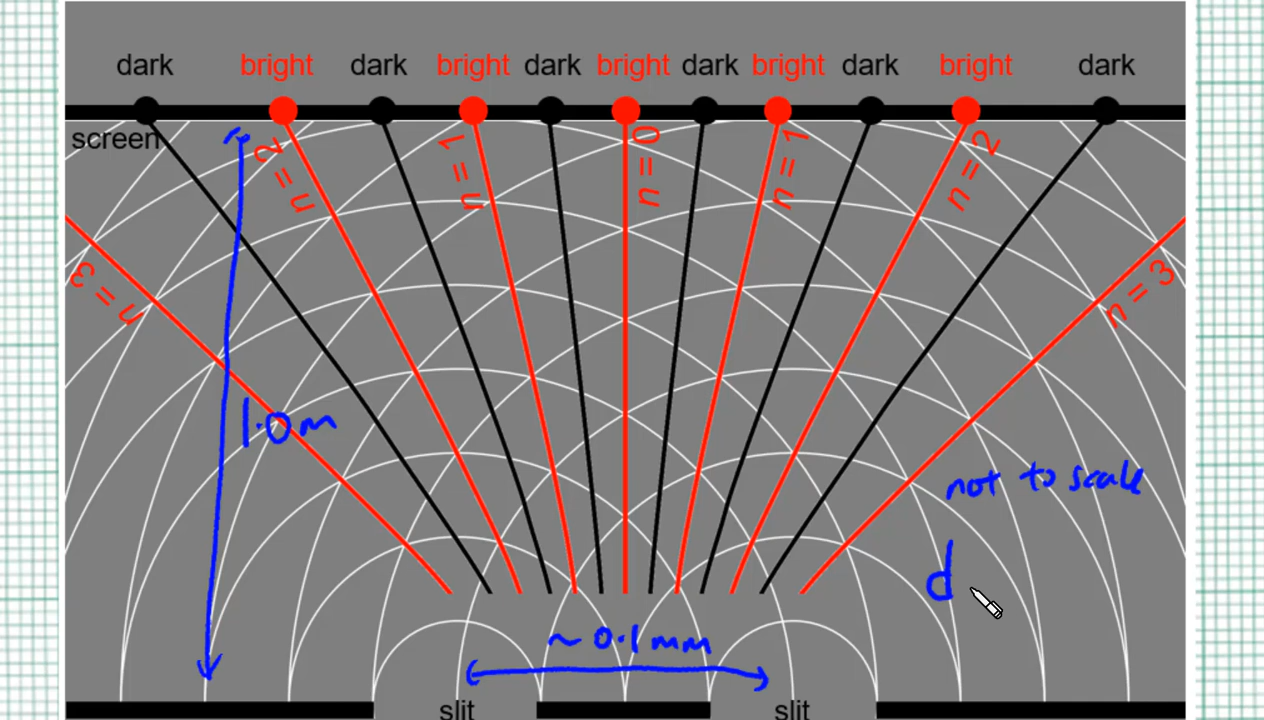 dark bright dark bright dark bright dark bright dark bright dark
screen
n = 2 n = 1 n = 0 n = 1 n = 2
n = 3 n = 3
1.0m
not to scale
d
~0.1mm
slit slit